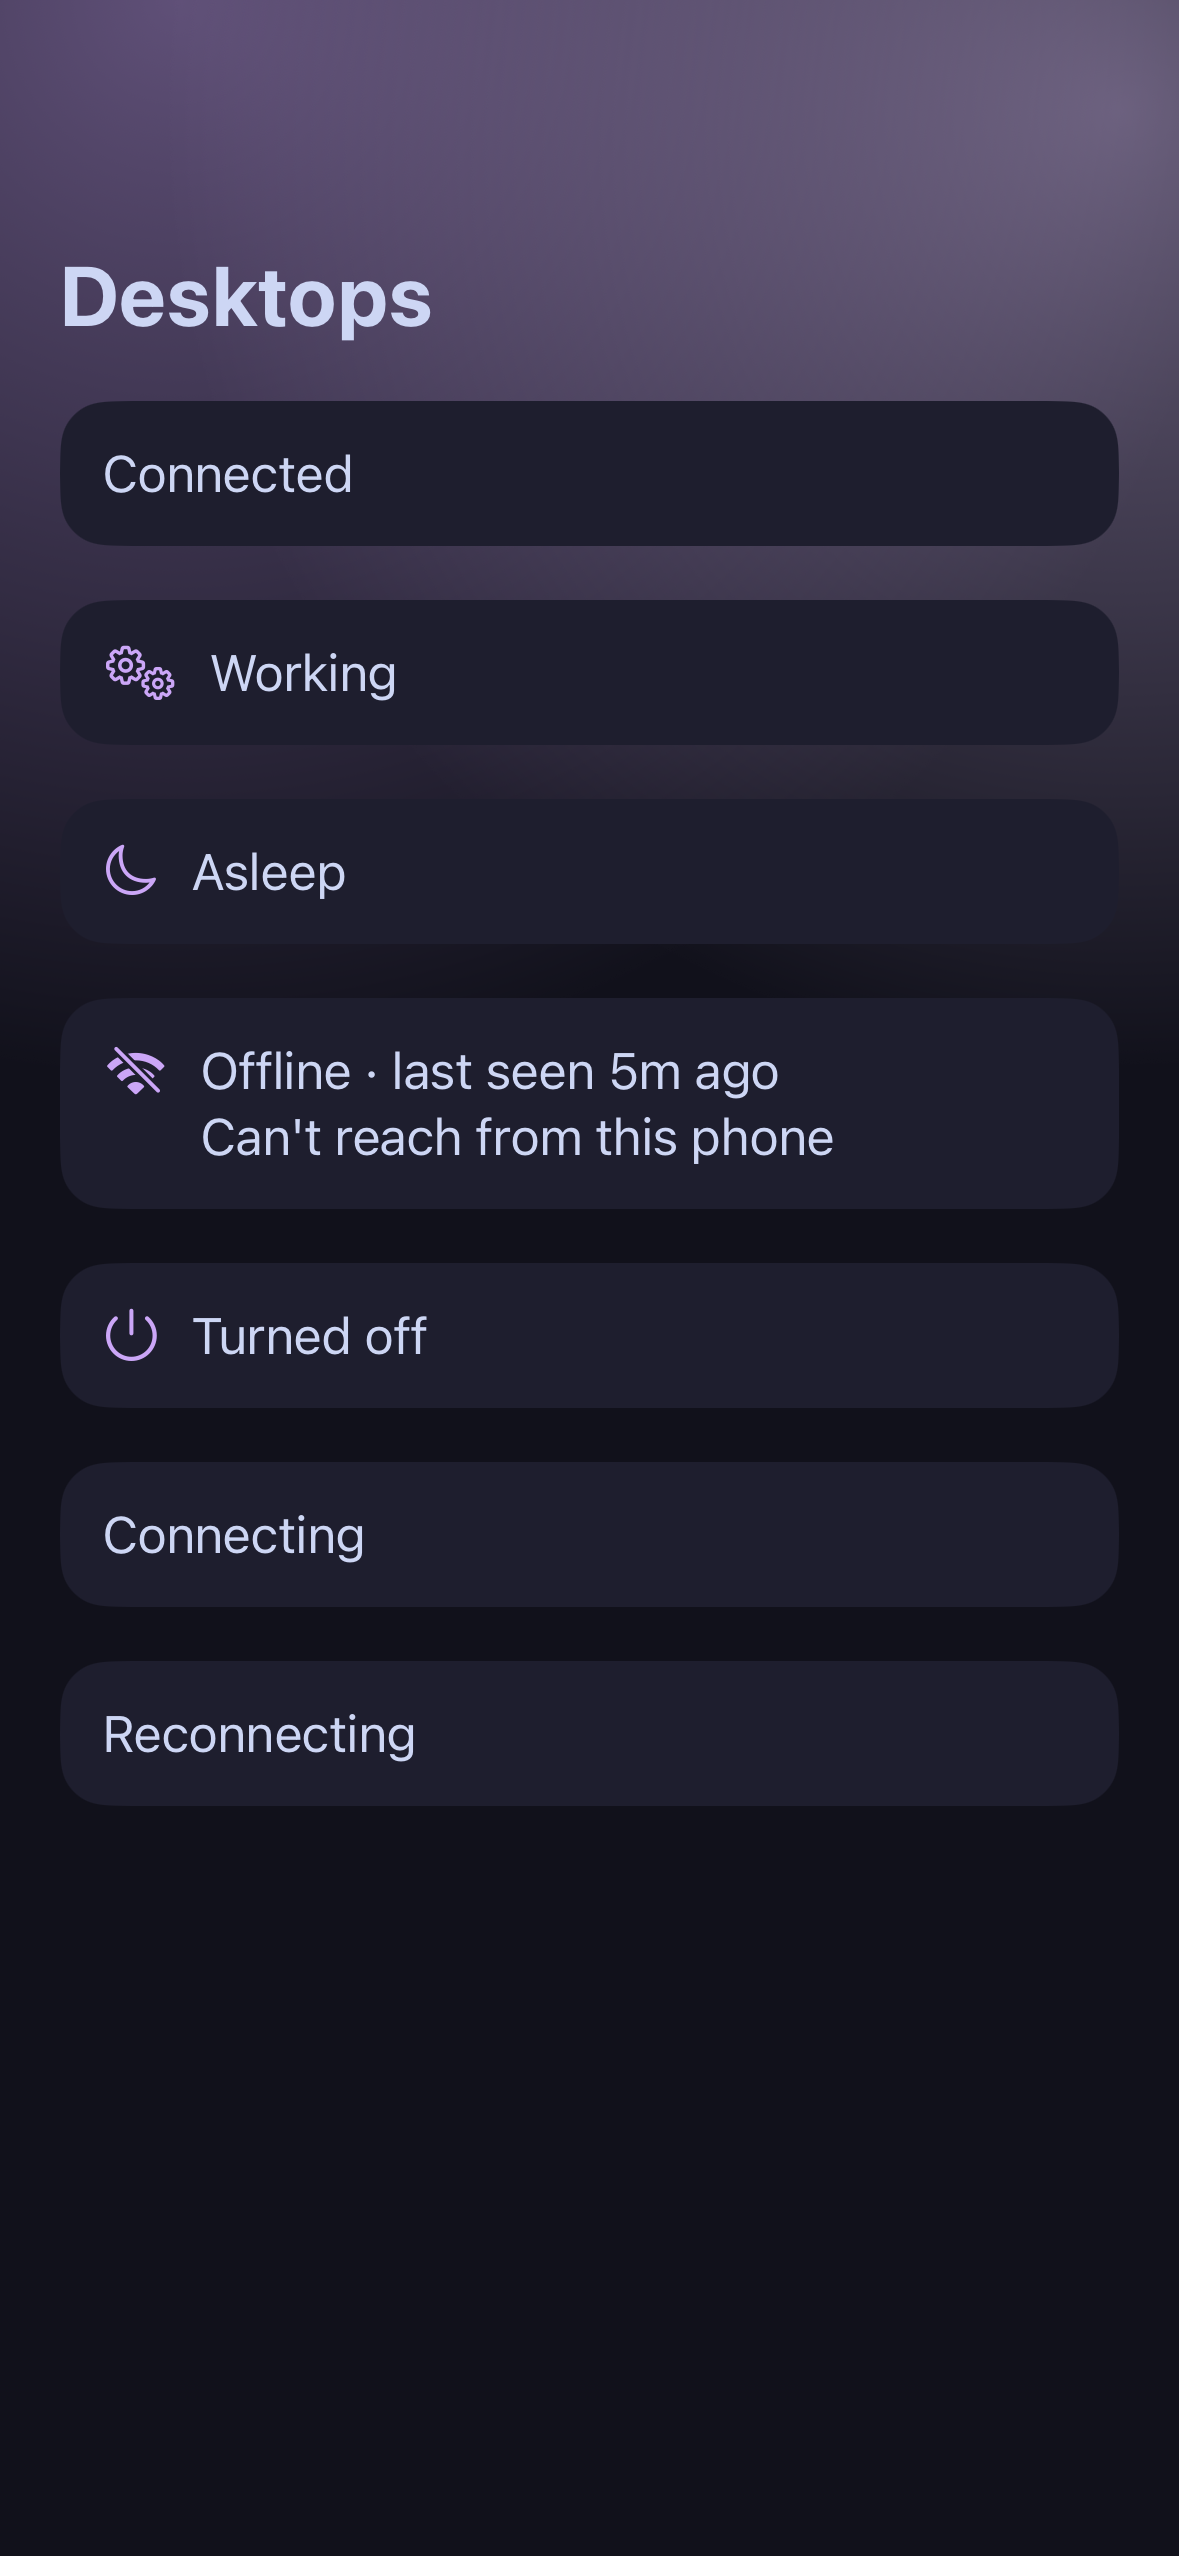 Desktops
Connected
Working
Asleep
Offline · last seen 5m ago
Can't reach from this phone
Turned off
Connecting
Reconnecting